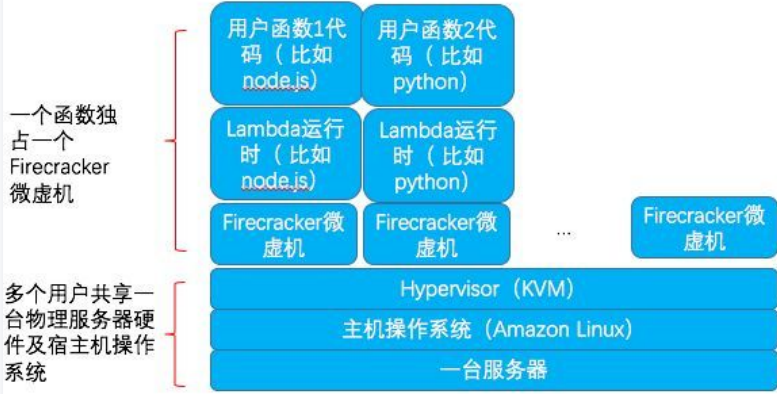 用户函数1代
码（比如
node.js）
用户函数2代
码（比如
python）
一个函数独
占一个
Firecracker
微虚机
Lambda运行
时（比如
node.js）
Lambda运行
时（比如
python）
Firecracker微
虚机
Firecracker微
虚机
...
Firecracker微
虚机
多个用户共享一
台物理服务器硬
件及宿主机操作
系统
Hypervisor（KVM）
主机操作系统（Amazon Linux）
一台服务器